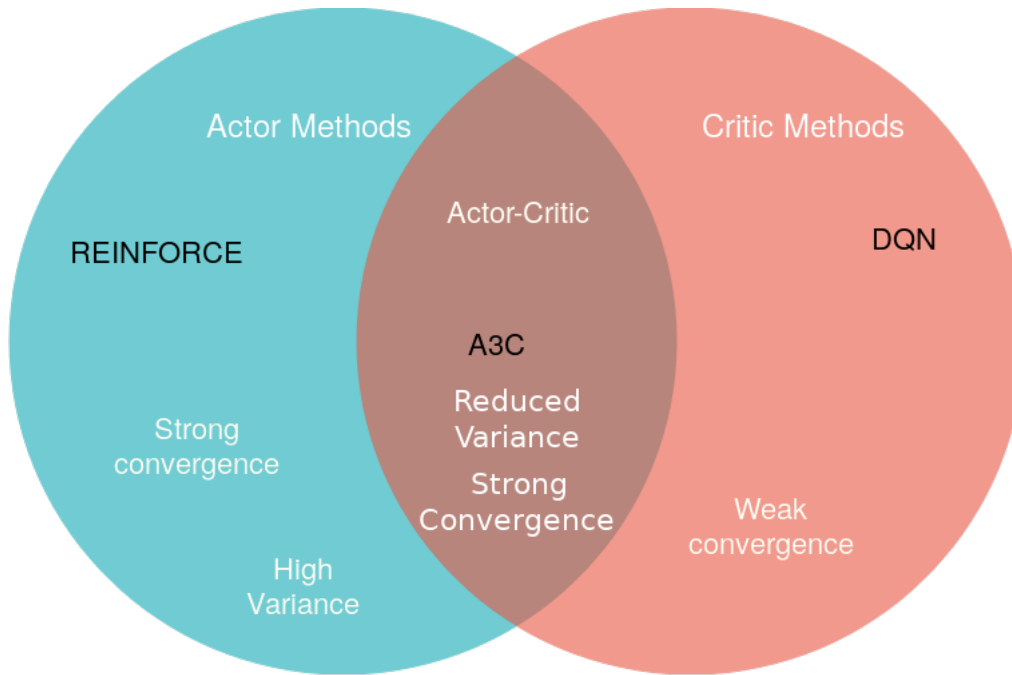 Actor Methods
Critic Methods
Actor-Critic
REINFORCE
DQN
A3C
Reduced
Variance
Strong
convergence
Strong
Convergence
Weak
convergence
High
Variance